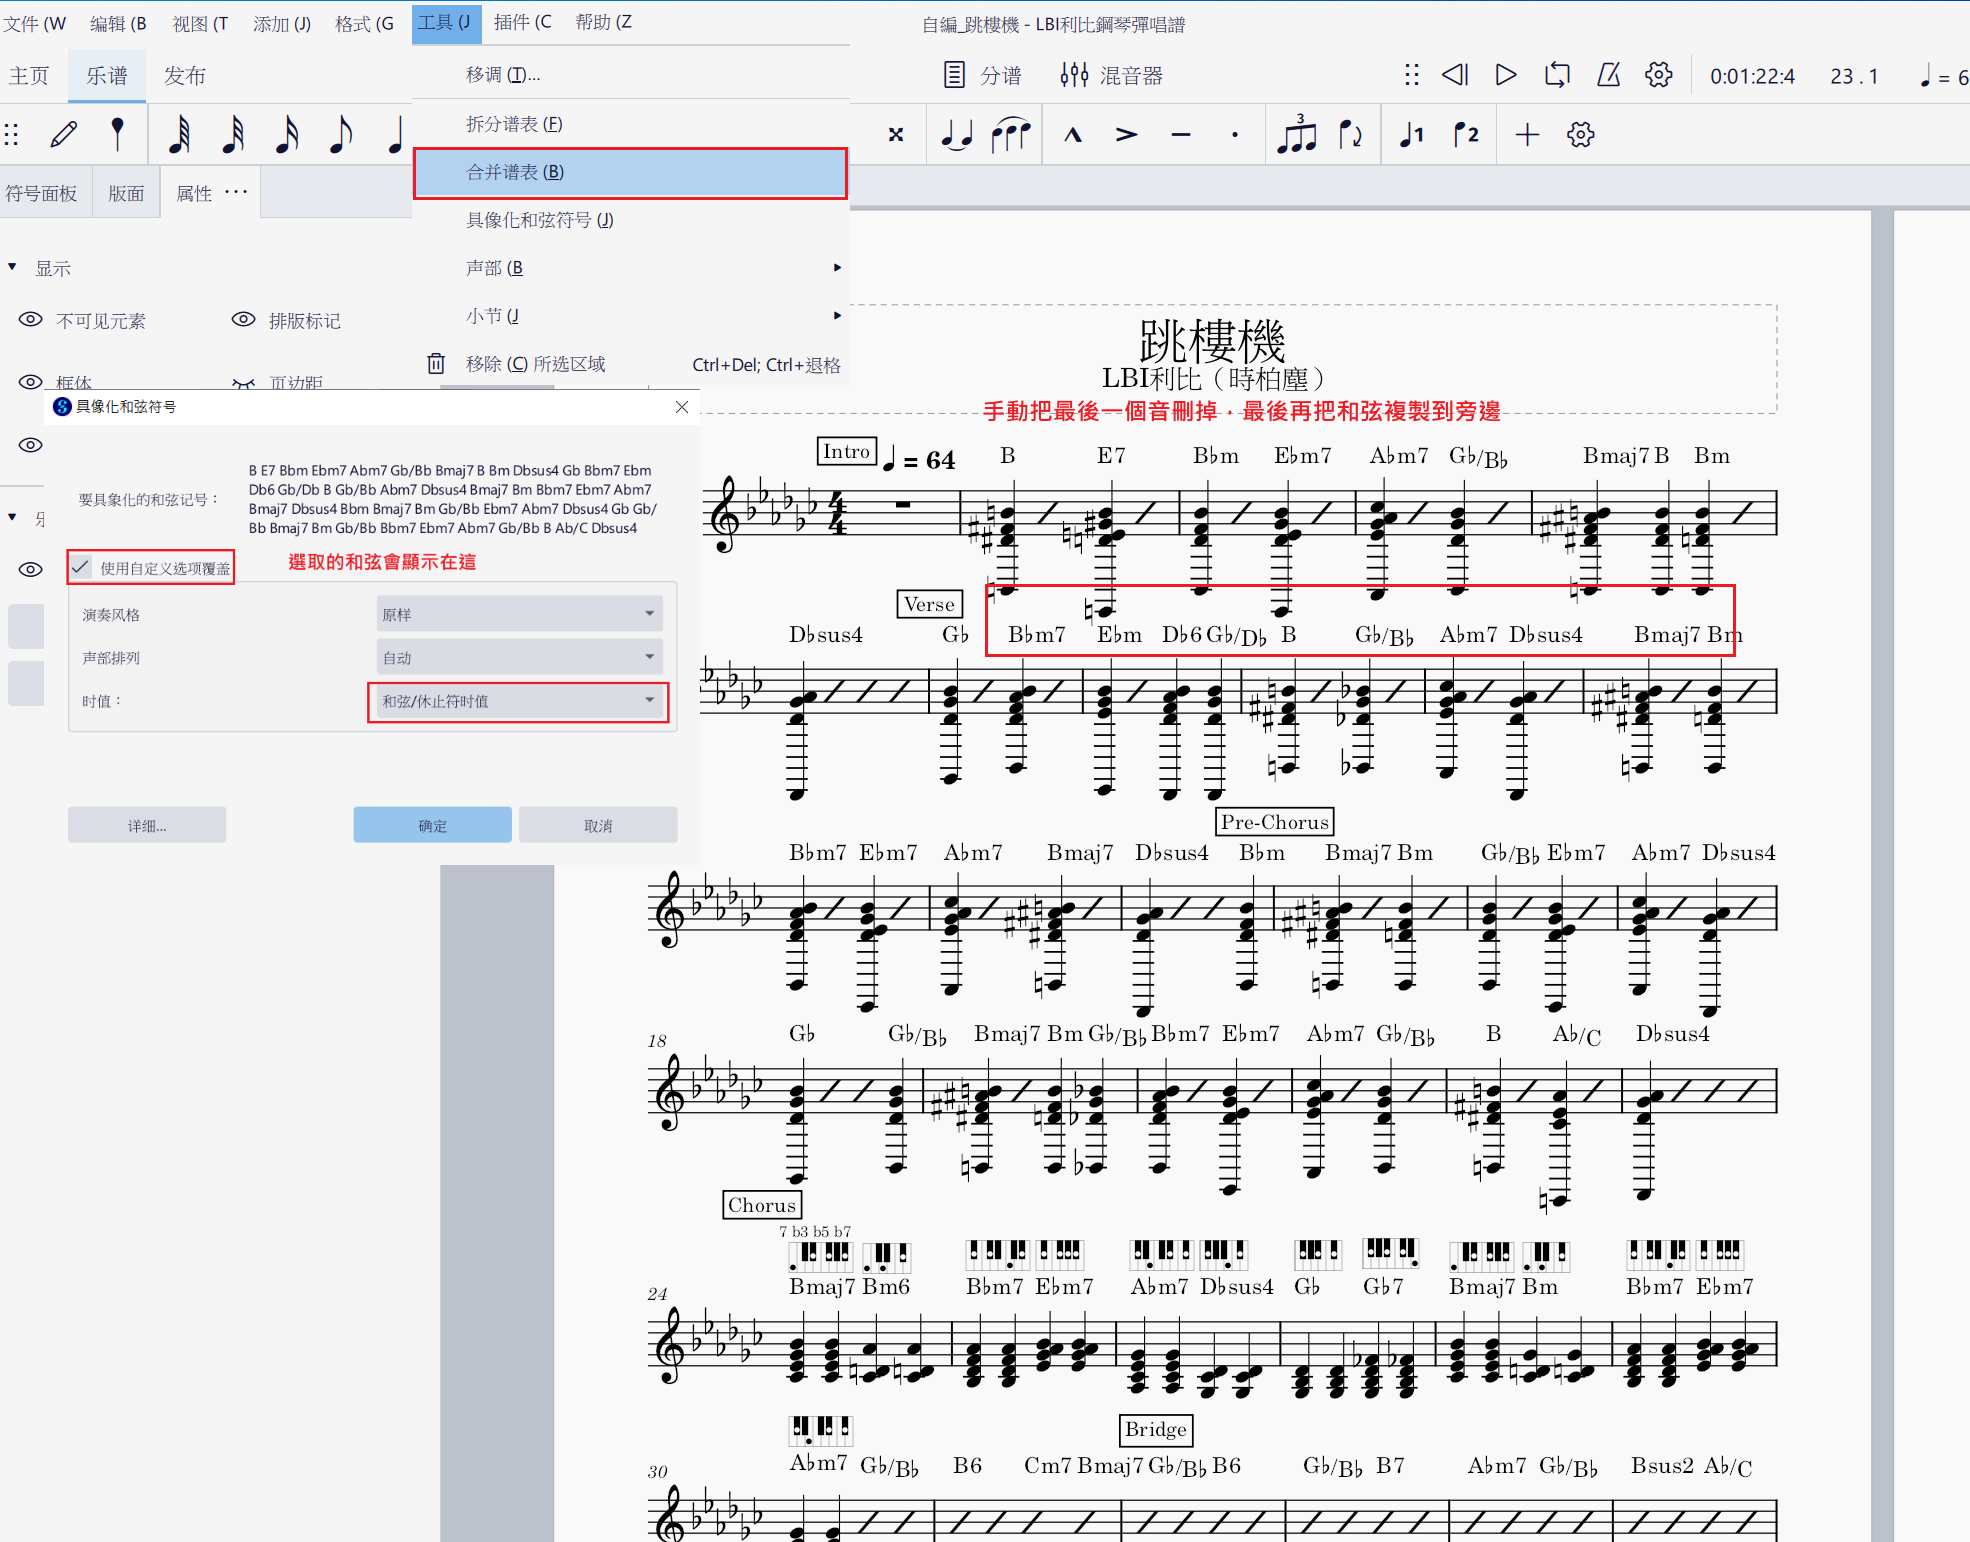 文件 (W 编辑 (B 视图 (T 添加 (J) 格式 (G 工具 (J 插件 (C 帮助 (Z 自編_跳樓機 - LBI利比鋼琴彈唱譜
主页 乐谱 发布 分谱 混音器 0:01:22:4 23 . 1 ♩ = 6
移调 (T)...
拆分谱表 (F)
合并谱表 (B)
具像化和弦符号 (J)
声部 (B
小节 (J
移除 (C) 所选区域 Ctrl+Del; Ctrl+退格
符号面板 版面 属性 ···
显示
不可见元素 排版标记
框体 页边距
具像化和弦符号
要具象化的和弦记号：
B E7 Bbm Ebm7 Abm7 Gb/Bb Bmaj7 B Bm Dbsus4 Gb Bbm7 Ebm
Db6 Gb/Db B Gb/Bb Abm7 Dbsus4 Bmaj7 Bm Bbm7 Ebm7 Abm7
Bmaj7 Dbsus4 Bbm Bmaj7 Bm Gb/Bb Ebm7 Abm7 Dbsus4 Gb Gb/
Bb Bmaj7 Bm Gb/Bb Bbm7 Ebm7 Abm7 Gb/Bb B Ab/C Dbsus4
使用自定义选项覆盖 選取的和弦會顯示在這
演奏风格 原样
声部排列 自动
时值： 和弦/休止符时值
详细... 确定 取消
跳樓機
LBI利比（時柏塵）
手動把最後一個音刪掉，最後再把和弦複製到旁邊
Intro ♩ = 64 B E7 B♭m E♭m7 A♭m7 G♭/B♭ Bmaj7 B Bm
Verse
D♭sus4 G♭ B♭m7 E♭m D♭6 G♭/D♭ B G♭/B♭ A♭m7 D♭sus4 Bmaj7 Bm
Pre-Chorus
B♭m7 E♭m7 A♭m7 Bmaj7 D♭sus4 B♭m Bmaj7 Bm G♭/B♭ E♭m7 A♭m7 D♭sus4
18 G♭ G♭/B♭ Bmaj7 Bm G♭/B♭ B♭m7 E♭m7 A♭m7 G♭/B♭ B A♭/C D♭sus4
Chorus
7 b3 b5 b7
24 Bmaj7 Bm6 B♭m7 E♭m7 A♭m7 D♭sus4 G♭ G♭7 Bmaj7 Bm B♭m7 E♭m7
Bridge
30 A♭m7 G♭/B♭ B6 Cm7 Bmaj7 G♭/B♭ B6 G♭/B♭ B7 A♭m7 G♭/B♭ Bsus2 A♭/C